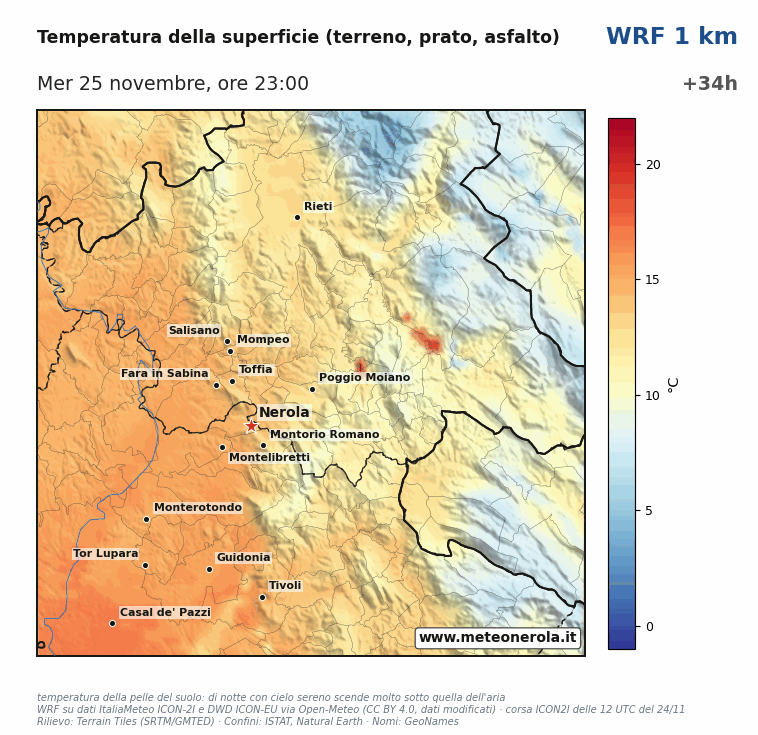 Temperatura della superficie (terreno, prato, asfalto)
WRF 1 km
Mer 25 novembre, ore 23:00
+34h
Rieti
Salisano
Mompeo
Toffia
Fara in Sabina
Poggio Moiano
Nerola
Montorio Romano
Montelibretti
Monterotondo
Tor Lupara
Guidonia
Tivoli
Casal de' Pazzi
www.meteonerola.it
20
15
10
5
0
°C
temperatura della pelle del suolo: di notte con cielo sereno scende molto sotto quella dell'aria
WRF su dati ItaliaMeteo ICON-2I e DWD ICON-EU via Open-Meteo (CC BY 4.0, dati modificati) · corsa ICON2I delle 12 UTC del 24/11
Rilievo: Terrain Tiles (SRTM/GMTED) · Confini: ISTAT, Natural Earth · Nomi: GeoNames